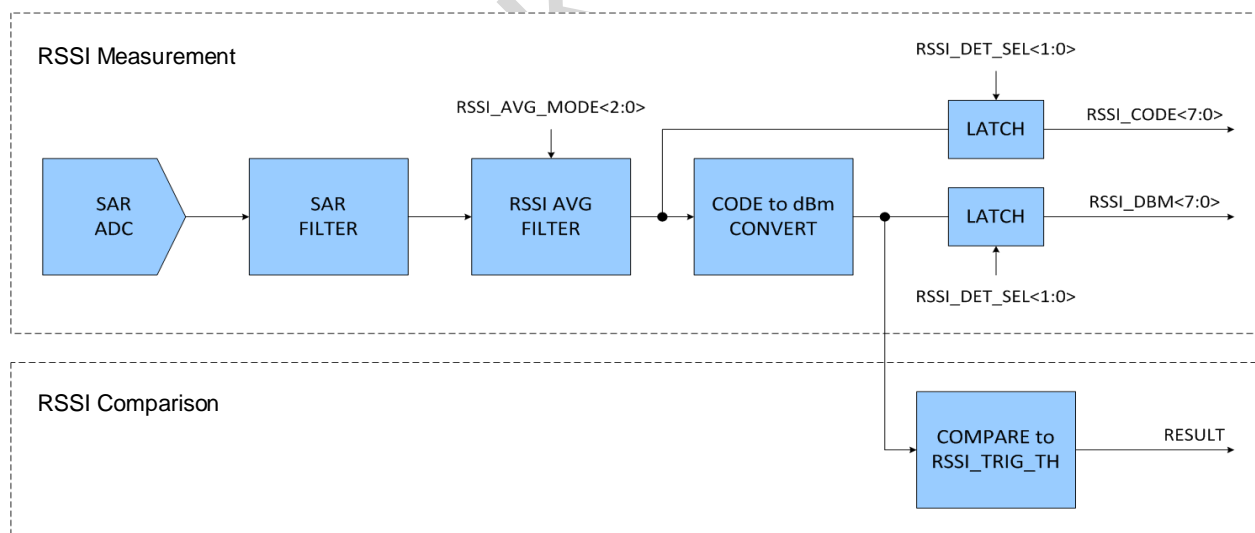 RSSI Measurement
RSSI_DET_SEL<1:0>
RSSI_AVG_MODE<2:0>
LATCH
RSSI_CODE<7:0>
SAR
ADC
SAR
FILTER
RSSI AVG
FILTER
CODE to dBm
CONVERT
LATCH
RSSI_DBM<7:0>
RSSI_DET_SEL<1:0>
RSSI Comparison
COMPARE to
RSSI_TRIG_TH
RESULT